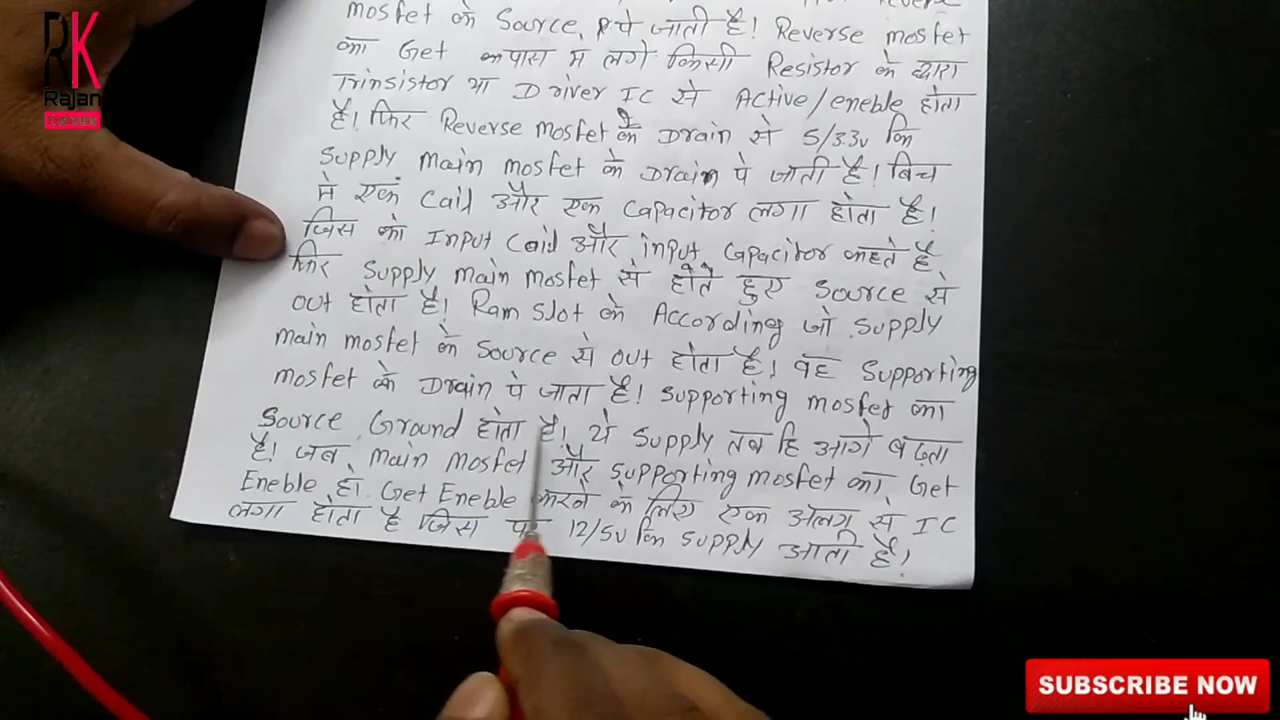 mosfet के Source, पे जाती है! Reverse mosfet
का Get के पास मे लगे किसी Resistor के द्वारा
Trinsistor या Driver IC से Active/eneble होता
है! फिर Reverse mosfet के Drain से 5/3.3v कि
Supply main mosfet के Drain पे जाती है! बिच
मे एक Cail और एक Capacitor लगा होता है!
जिस को Input Cail और input Capacitor कहते है
फिर Supply main mosfet से होते हुए Source से
out होता है! Ram Slot के According जो Supply
main mosfet के Source से out होता है! वह Supporting
mosfet के Drain पे जाता है! Supporting mosfet का
Source Ground होता है! ये Supply तब हि आगे बढ़ता
है! जब main mosfet और Supporting mosfet का Get
Eneble हो. Get Eneble करने के लिए एक अलग से IC
लगा होता है जिस पर 12/5v कि Supply आती है!
RK
Rajan
SUBSCRIBE NOW